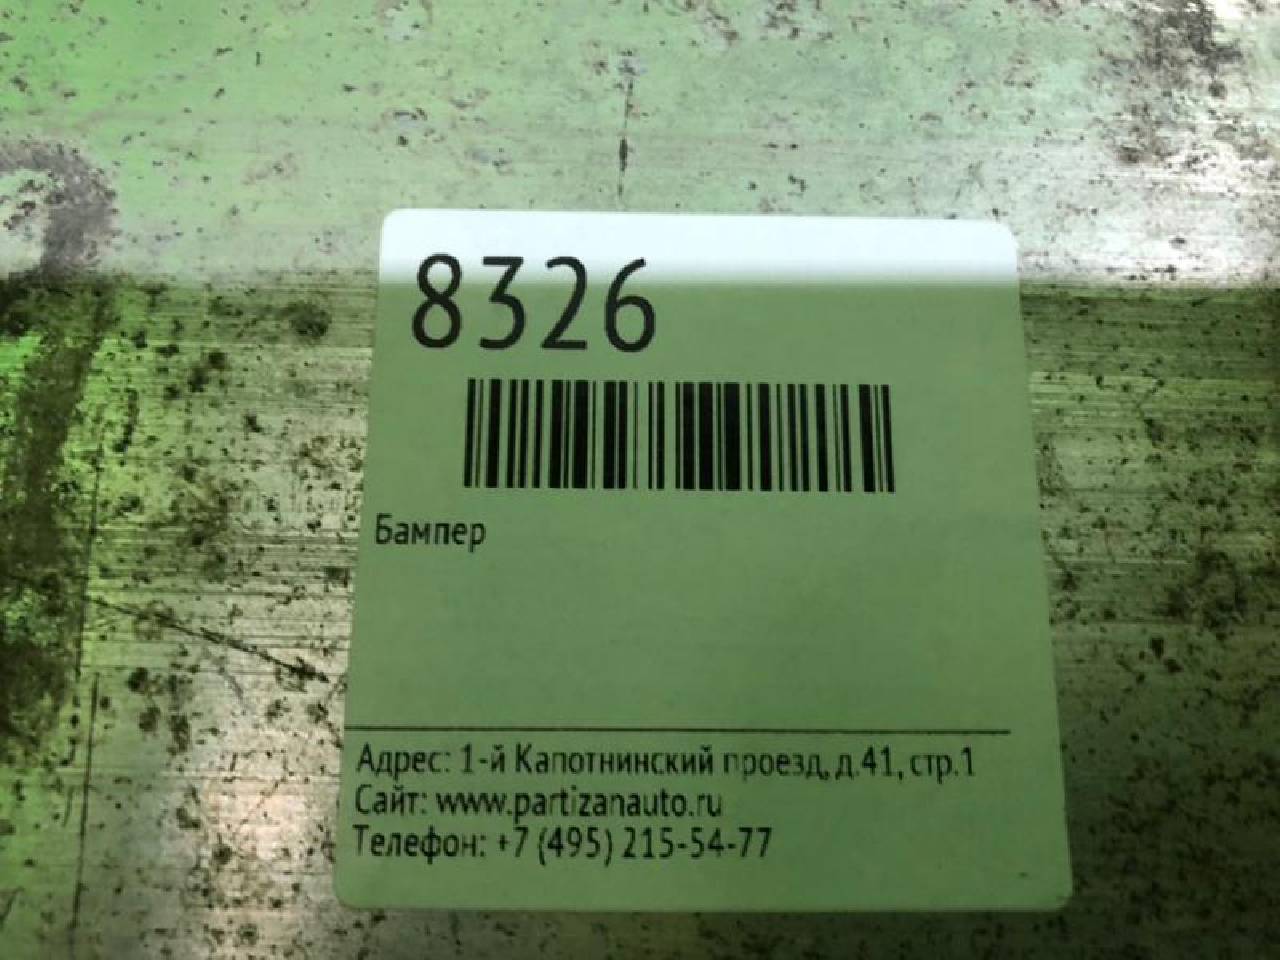 8326
Бампер
Адрес: 1-й Капотнинский проезд, д.41, стр.1
Сайт: www.partizanauto.ru
Телефон: +7 (495) 215-54-77